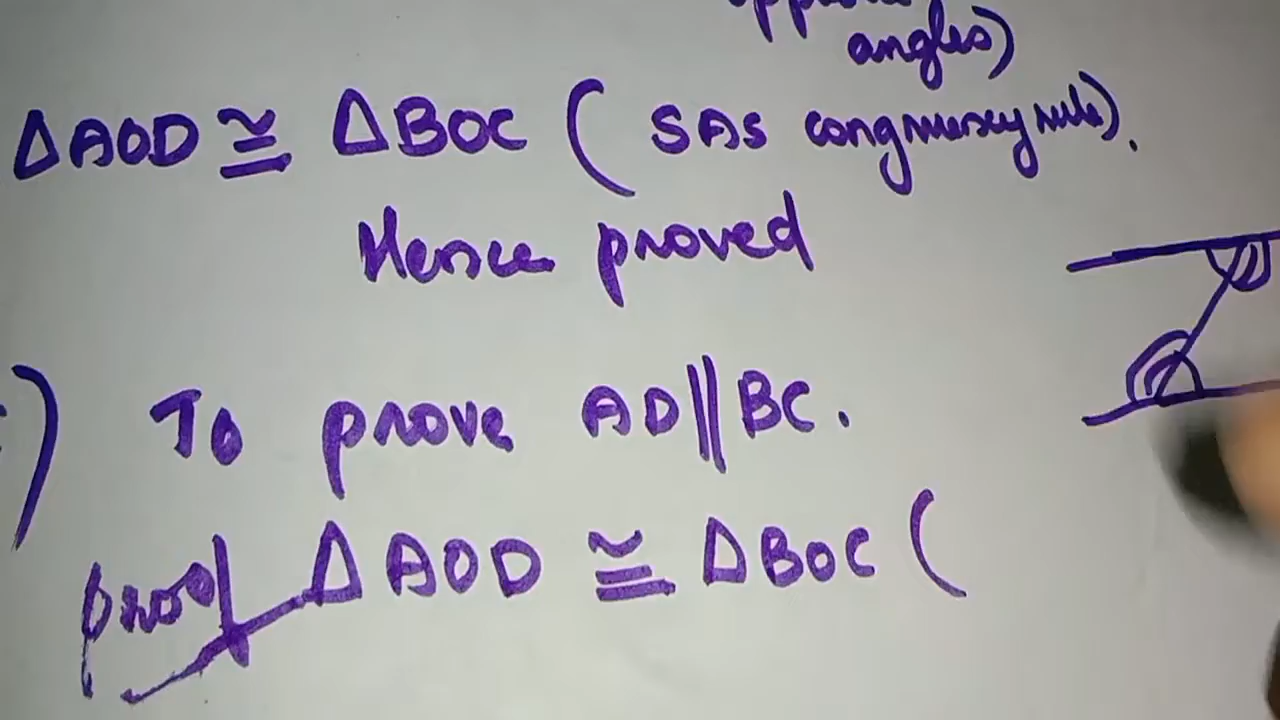 angles)
ΔAOD ≅ ΔBOC ( SAS congruency rule).
Hence proved
) To prove AD||BC.
proof ΔAOD ≅ ΔBOC (